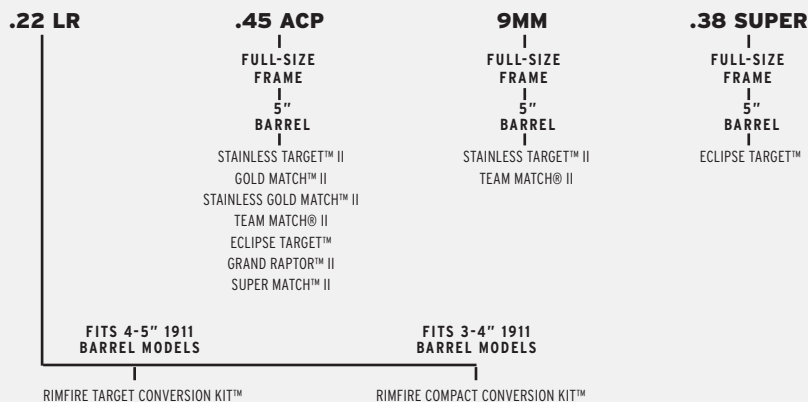 .22 LR
.45 ACP
9MM
.38 SUPER
FULL-SIZE
FRAME
5"
BARREL
STAINLESS TARGET™ II
GOLD MATCH™ II
STAINLESS GOLD MATCH™ II
TEAM MATCH® II
ECLIPSE TARGET™
GRAND RAPTOR™ II
SUPER MATCH™ II
FULL-SIZE
FRAME
5"
BARREL
STAINLESS TARGET™ II
TEAM MATCH® II
FULL-SIZE
FRAME
5"
BARREL
ECLIPSE TARGET™
FITS 4-5" 1911
BARREL MODELS
RIMFIRE TARGET CONVERSION KIT™
FITS 3-4" 1911
BARREL MODELS
RIMFIRE COMPACT CONVERSION KIT™